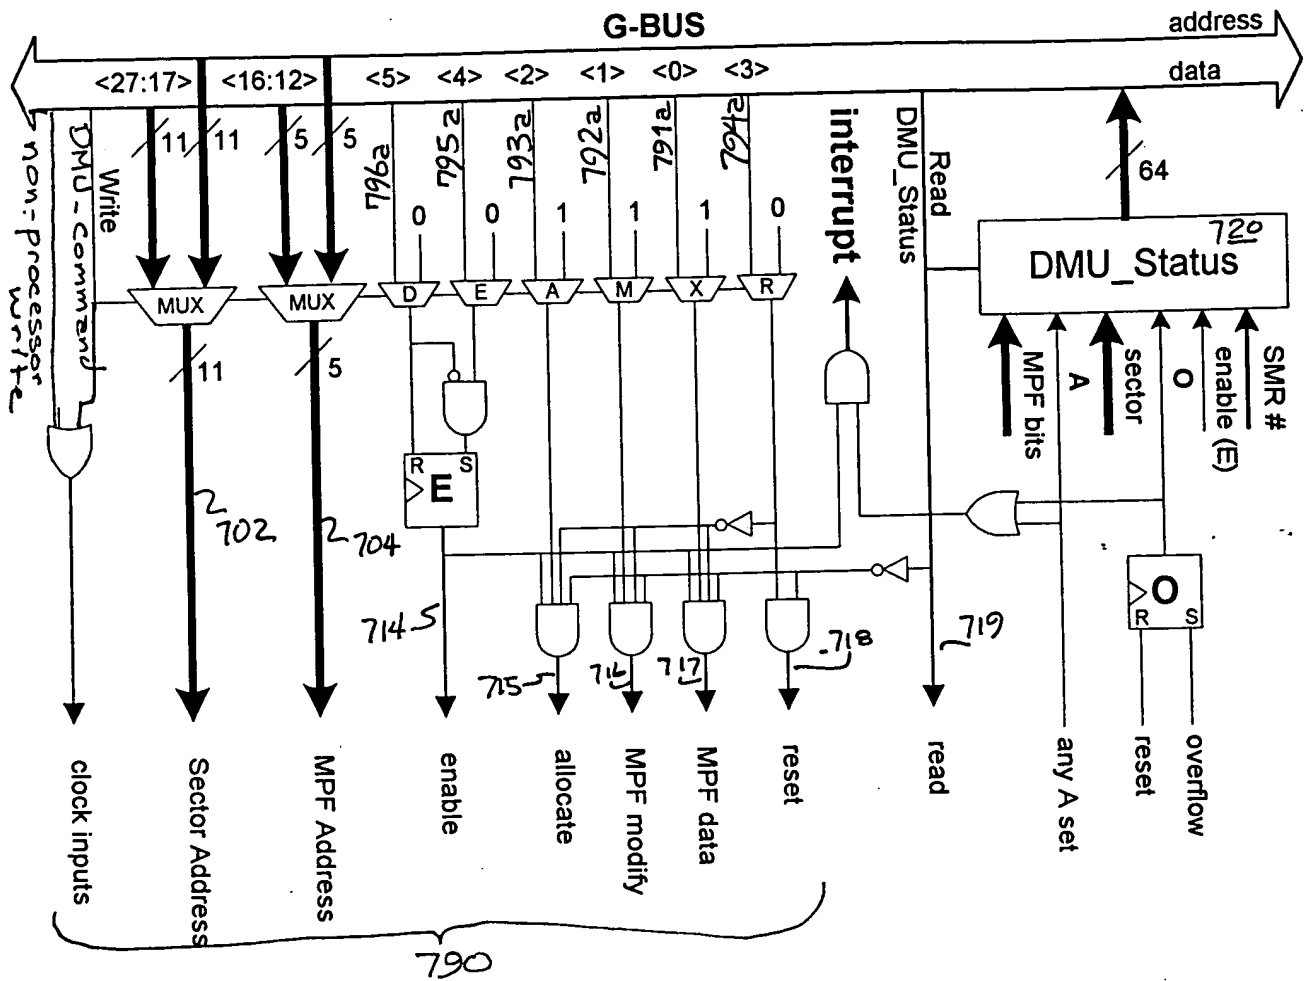 G-BUS
address
data
<27:17>
<16:12>
<5>
<4>
<2>
<1>
<0>
<3>
11
11
5
5
796a
795a
793a
792a
791a
794a
0
0
1
1
1
0
Write
DMU-Command
non-processor write
interrupt
Read
DMU_Status
64
720
DMU_Status
MUX
MUX
D
E
A
M
X
R
11
5
MPF bits
A
sector
O
enable (E)
SMR #
R
S
E
702
704
O
R
S
714
715
716
717
718
719
clock inputs
Sector Address
MPF Address
enable
allocate
MPF modify
MPF data
reset
read
any A set
reset
overflow
790